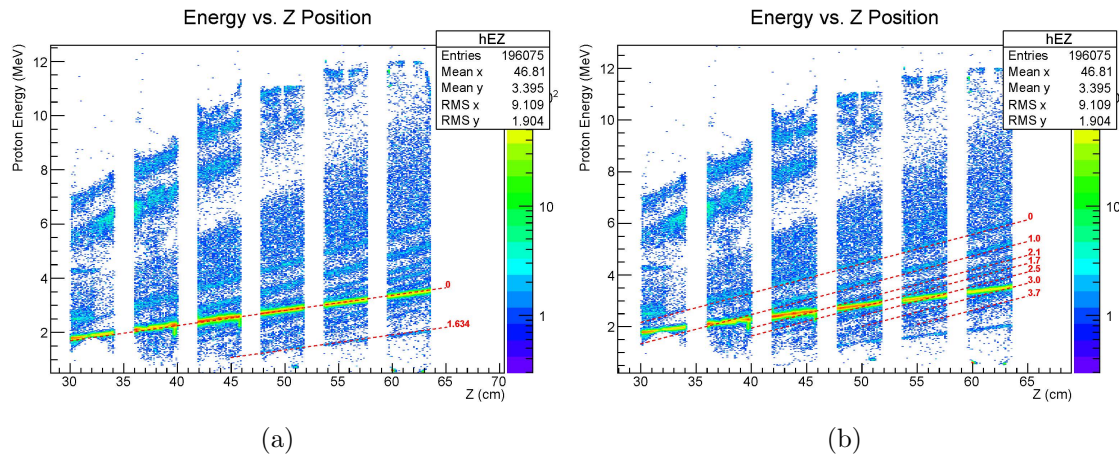 Energy vs. Z Position
hEZ
Entries 196075
Mean x 46.81
Mean y 3.395
RMS x 9.109
RMS y 1.904
Proton Energy (MeV)
12
10
8
6
4
2
30 35 40 45 50 55 60 65 70
Z (cm)
0
1.634
10
1
(a)
Energy vs. Z Position
hEZ
Entries 196075
Mean x 46.81
Mean y 3.395
RMS x 9.109
RMS y 1.904
Proton Energy (MeV)
12
10
8
6
4
2
30 35 40 45 50 55 60 65
Z (cm)
0
1.0
2.1
1.7
2.5
3.0
3.7
10
1
(b)